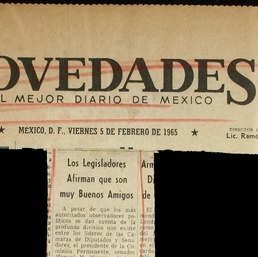 OVEDADES
L MEJOR DIARIO DE MEXICO
★ MEXICO, D. F., VIERNES 5 DE FEBRERO DE 1965 ★
DIRECTOR
Lic. Ramo
Los Legisladores
Afirman que son
muy Buenos Amigos
A pesar de que los más
autorizados observadores po-
líticos se dan cuenta de la
profunda división que existe
entre los líderes de las Cá-
maras de Diputados y Sena-
dores, el presidente de la Co-
misión Permanente, senador